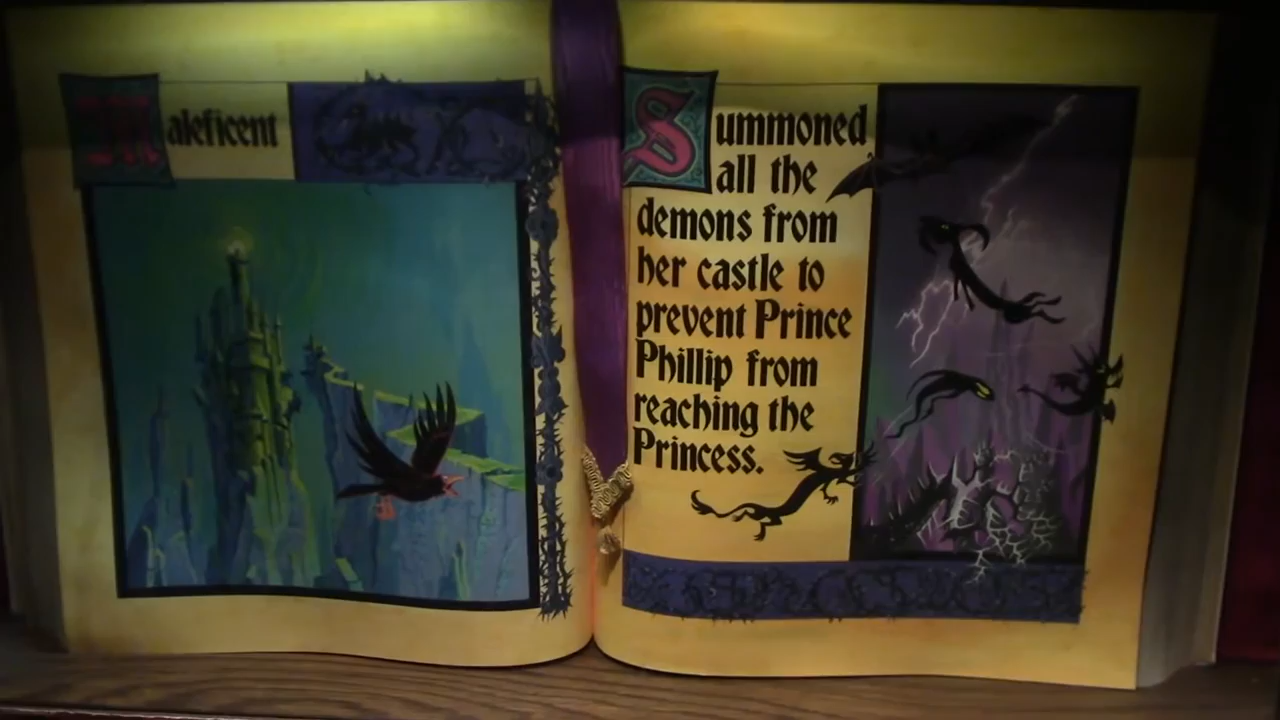 Maleficent
Summoned
all the
demons from
her castle to
prevent Prince
Phillip from
reaching the
Princess.